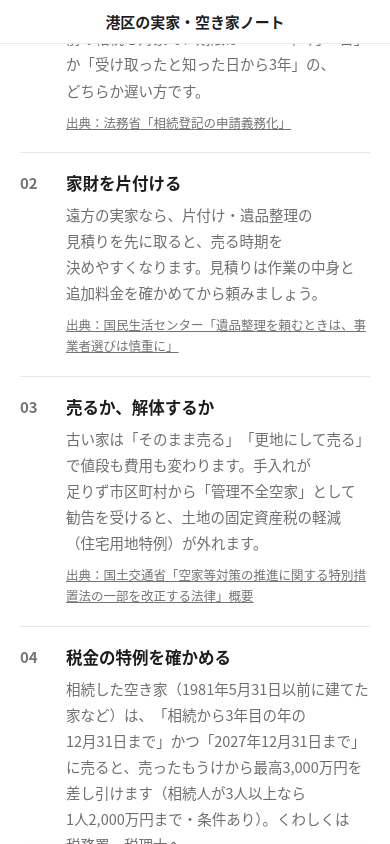 港区の実家・空き家ノート
か「受け取ったと知った日から3年」の、
どちらか遅い方です。
出典：法務省「相続登記の申請義務化」
02 家財を片付ける
遠方の実家なら、片付け・遺品整理の
見積りを先に取ると、売る時期を
決めやすくなります。見積りは作業の中身と
追加料金を確かめてから頼みましょう。
出典：国民生活センター「遺品整理を頼むときは、事
業者選びは慎重に」
03 売るか、解体するか
古い家は「そのまま売る」「更地にして売る」
で値段も費用も変わります。手入れが
足りず市区町村から「管理不全空家」として
勧告を受けると、土地の固定資産税の軽減
（住宅用地特例）が外れます。
出典：国土交通省「空家等対策の推進に関する特別措
置法の一部を改正する法律」概要
04 税金の特例を確かめる
相続した空き家（1981年5月31日以前に建てた
家など）は、「相続から3年目の年の
12月31日まで」かつ「2027年12月31日まで」
に売ると、売ったもうけから最高3,000万円を
差し引けます（相続人が3人以上なら
1人2,000万円まで・条件あり）。くわしくは